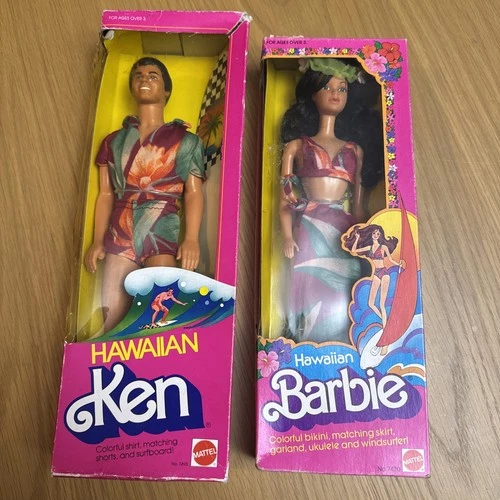 FOR AGES OVER 3
HAWAIIAN
Ken
Colorful shirt, matching
shorts, and surfboard!
MATTEL
FOR AGES OVER 3
Hawaiian
Barbie
Colorful bikini, matching skirt,
garland, ukulele and windsurfer!
MATTEL